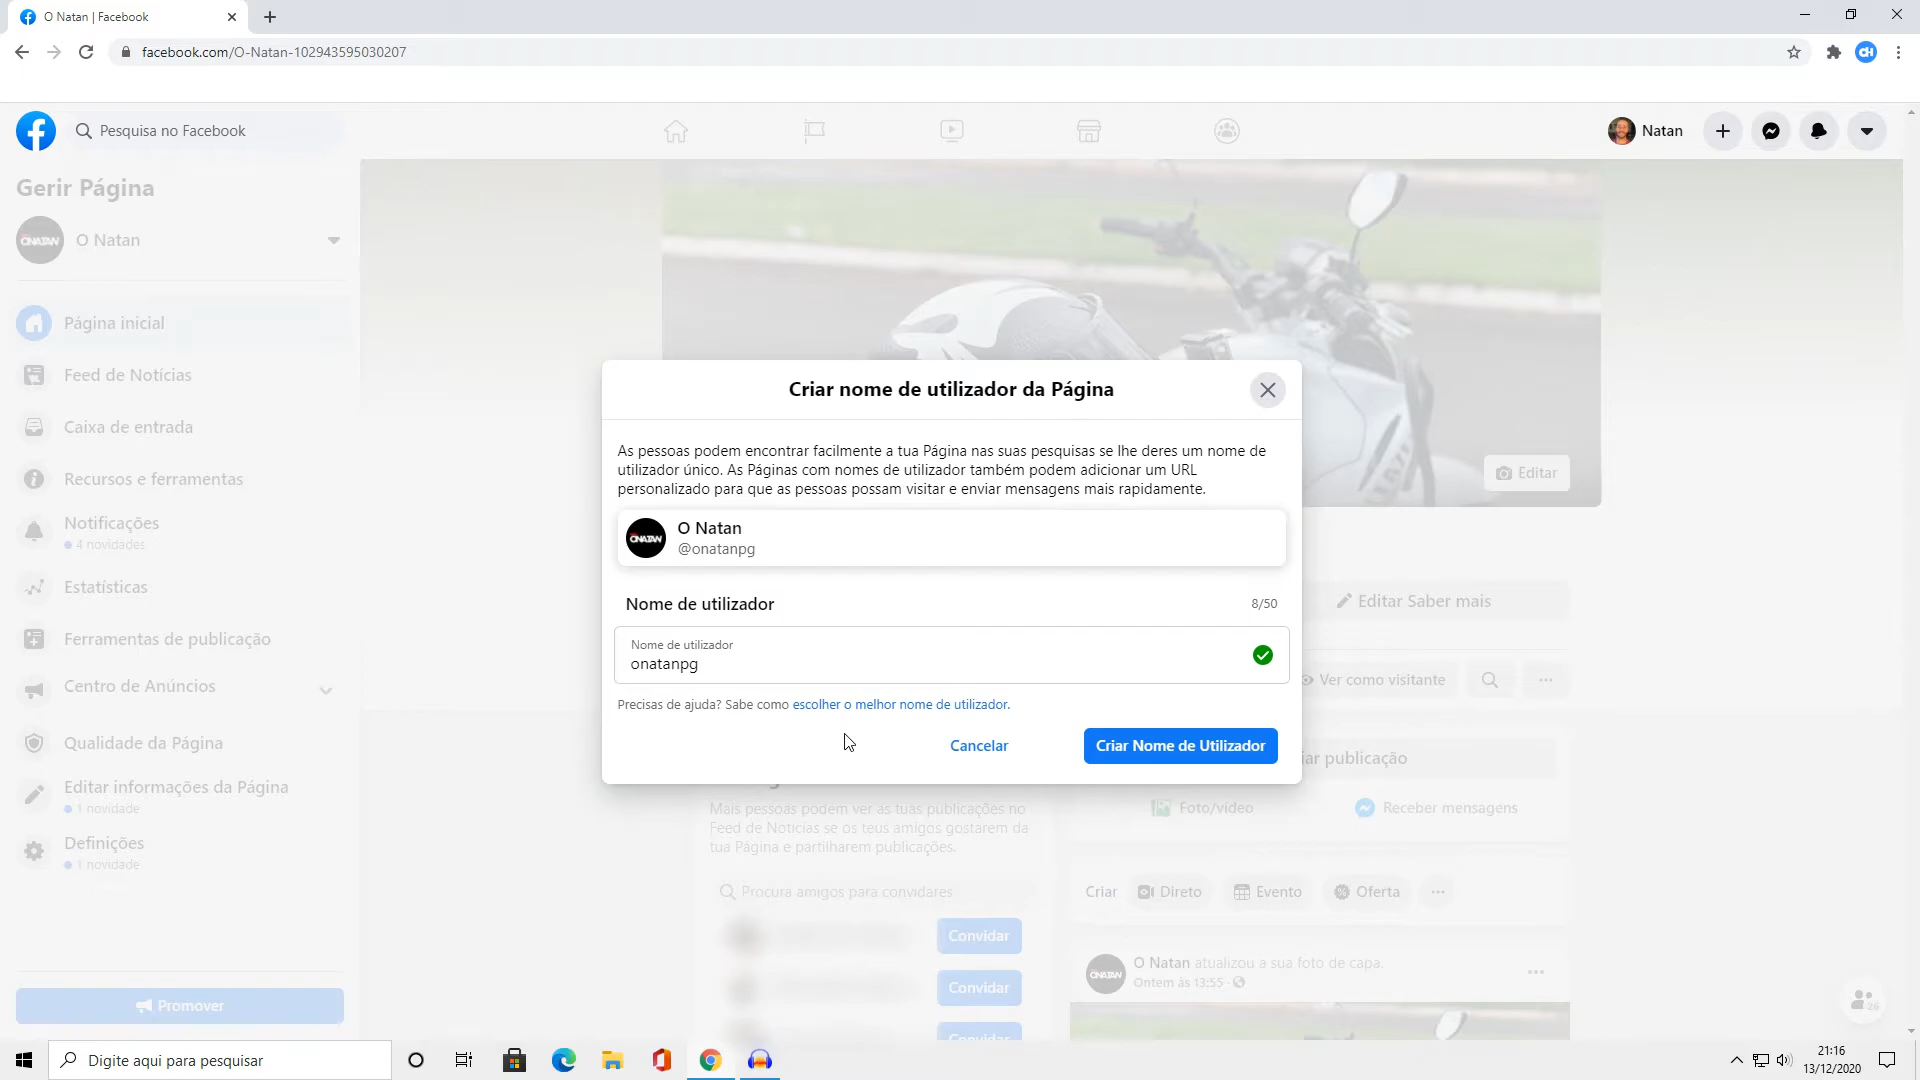 O Natan | Facebook
facebook.com/O-Natan-102943595030207
Pesquisa no Facebook
Natan
Gerir Página
ONATAN
O Natan
Página inicial
Feed de Notícias
Caixa de entrada
Recursos e ferramentas
Notificações
4 novidades
Estatísticas
Ferramentas de publicação
Centro de Anúncios
Qualidade da Página
Editar informações da Página
1 novidade
Definições
1 novidade
Promover
Editar
Criar nome de utilizador da Página
As pessoas podem encontrar facilmente a tua Página nas suas pesquisas se lhe deres um nome de
utilizador único. As Páginas com nomes de utilizador também podem adicionar um URL
personalizado para que as pessoas possam visitar e enviar mensagens mais rapidamente.
ONATAN
O Natan
@onatanpg
Nome de utilizador
8/50
Nome de utilizador
onatanpg
Precisas de ajuda? Sabe como escolher o melhor nome de utilizador.
Cancelar
Criar Nome de Utilizador
Editar Saber mais
Ver como visitante
iar publicação
Foto/vídeo
Receber mensagens
Mais pessoas podem ver as tuas publicações no
Feed de Notícias se os teus amigos gostarem da
tua Página e partilharem publicações.
Procura amigos para convidares
Convidar
Convidar
Convidar
Criar
Direto
Evento
Oferta
ONATAN
O Natan atualizou a sua foto de capa.
Ontem às 13:55
26
Digite aqui para pesquisar
21:16
13/12/2020